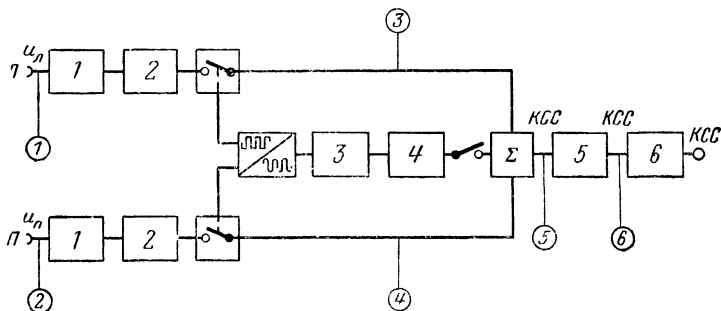 ③
Л u_л 1 2
КСС КСС КСС
3 4 Σ 5 6
①
⑤ ⑥
П u_п 1 2
② ④